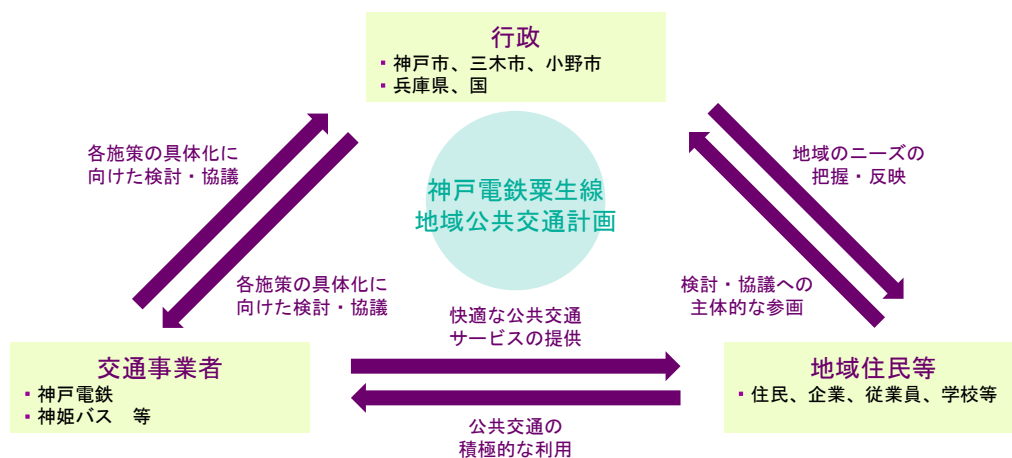 行政
▪ 神戸市、三木市、小野市
▪ 兵庫県、国
各施策の具体化に
向けた検討・協議
地域のニーズの
把握・反映
神戸電鉄粟生線
地域公共交通計画
各施策の具体化に
向けた検討・協議
検討・協議への
主体的な参画
快適な公共交通
サービスの提供
交通事業者
▪ 神戸電鉄
▪ 神姫バス　等
地域住民等
▪ 住民、企業、従業員、学校等
公共交通の
積極的な利用